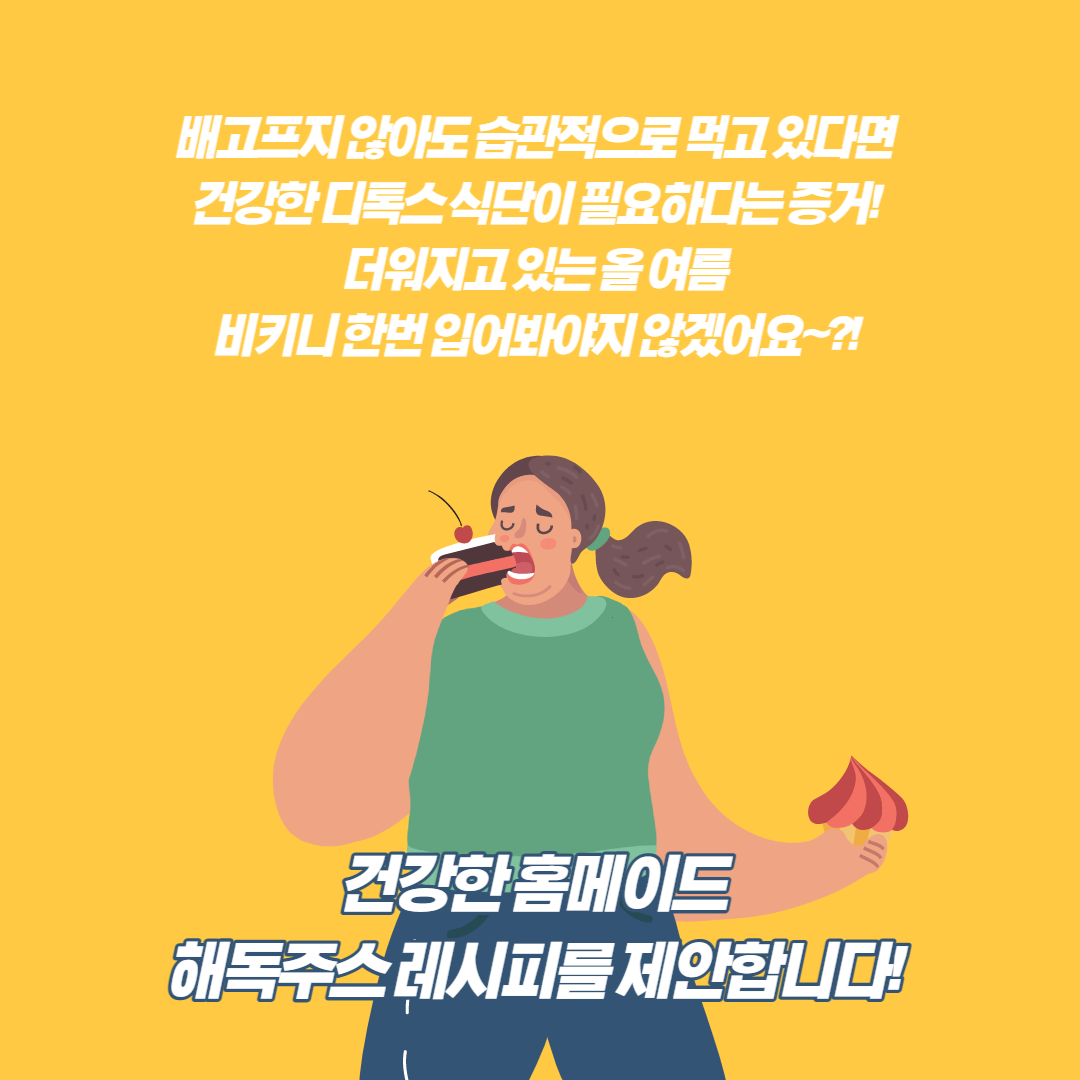 배고프지 않아도 습관적으로 먹고 있다면
건강한 디톡스 식단이 필요하다는 증거!
더워지고 있는 올 여름
비키니 한번 입어봐야지 않겠어요~?!
건강한 홈메이드
해독주스 레시피를 제안합니다!